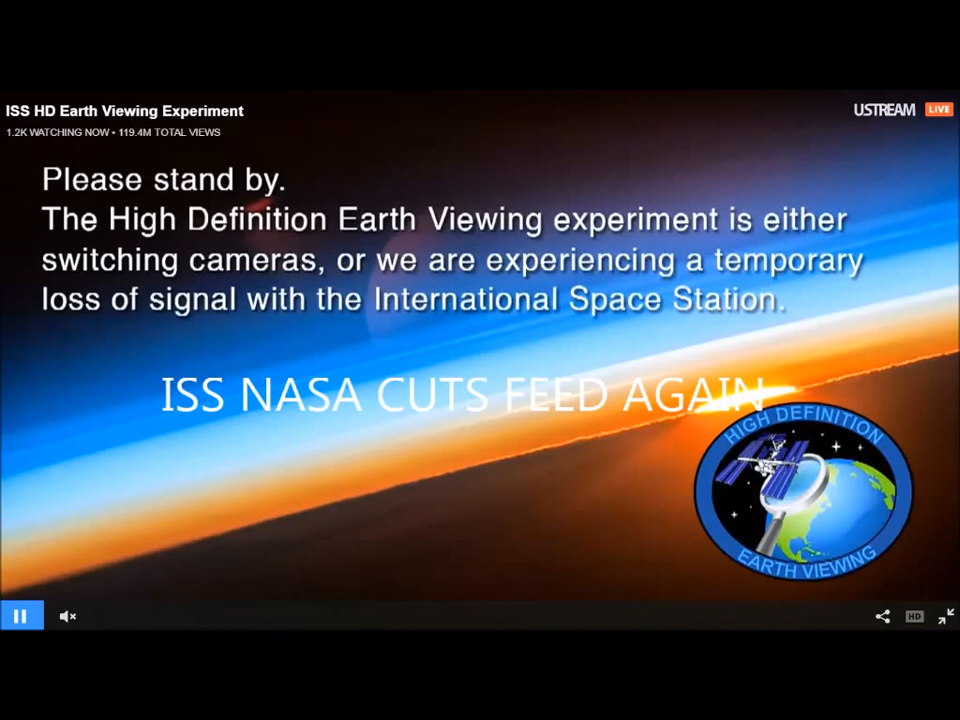 ISS HD Earth Viewing Experiment
USTREAM LIVE
1.2K WATCHING NOW • 119.4M TOTAL VIEWS
Please stand by.
The High Definition Earth Viewing experiment is either
switching cameras, or we are experiencing a temporary
loss of signal with the International Space Station.
ISS NASA CUTS FEED AGAIN
HIGH DEFINITION
EARTH VIEWING
HD